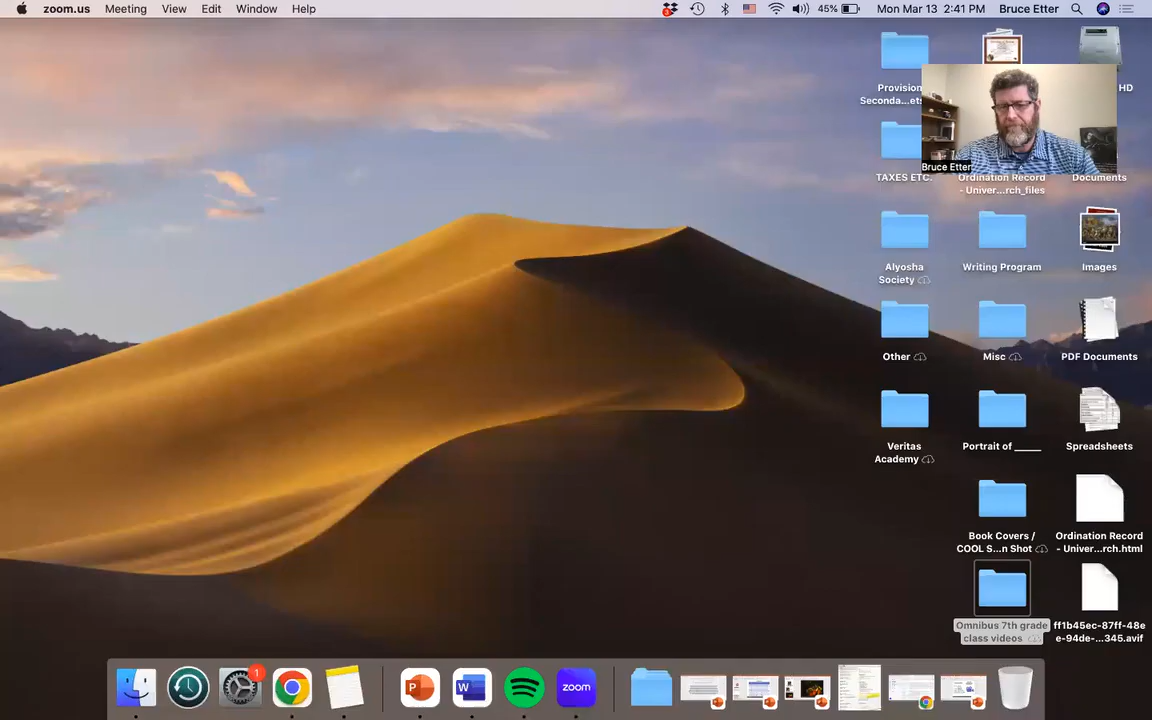 zoom.us Meeting View Edit Window Help 3 45% Mon Mar 13 2:41 PM Bruce Etter
Provision
Seconda...ets
HD
Bruce Etter
TAXES ETC.
Ordination Record
- Univer...rch_files
Documents
Alyosha
Society
Writing Program
Images
Other
Misc
PDF Documents
Veritas
Academy
Portrait of _____
Spreadsheets
Book Covers /
COOL S...n Shot
Ordination Record
- Univer...rch.html
Omnibus 7th grade
class videos
ff1b45ec-87ff-48e
e-94de-...345.avif
1
P
W
zoom